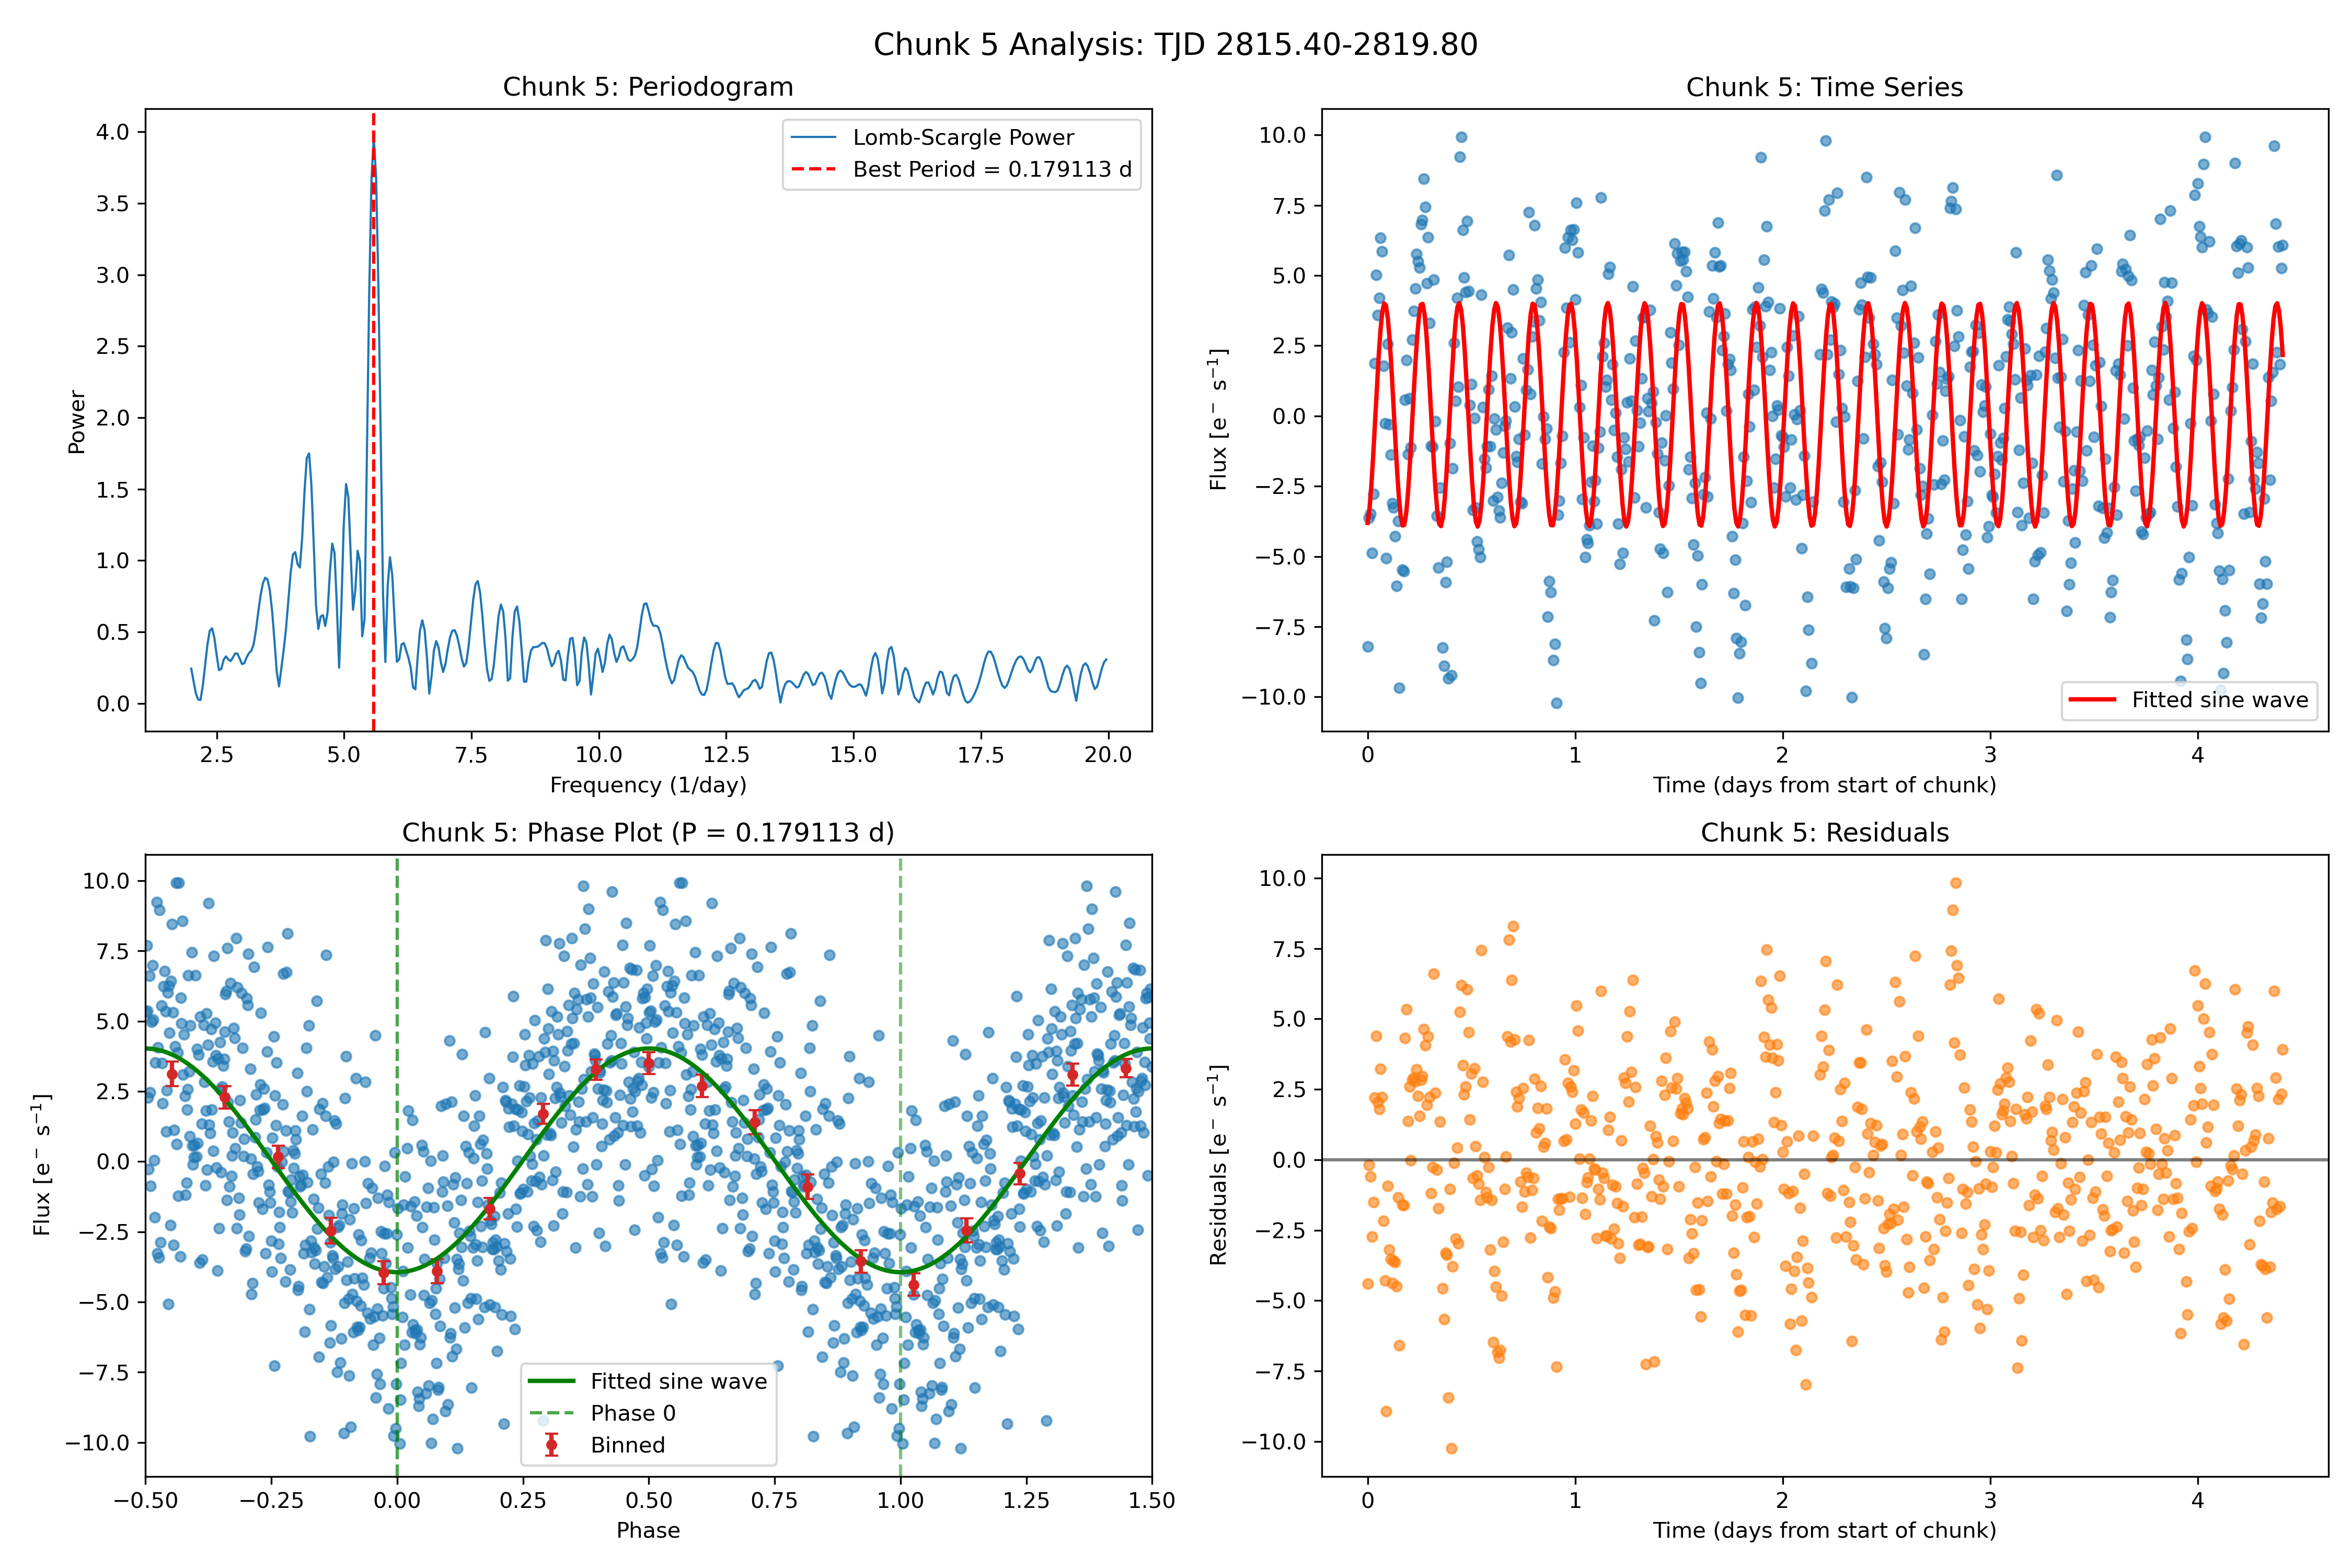 Chunk 5 Analysis: TJD 2815.40-2819.80
Chunk 5: Periodogram
4.0
3.5
3.0
2.5
2.0
1.5
1.0
0.5
0.0
Power
2.5 5.0 7.5 10.0 12.5 15.0 17.5 20.0
Frequency (1/day)
Lomb-Scargle Power
Best Period = 0.179113 d
Chunk 5: Time Series
10.0
7.5
5.0
2.5
0.0
−2.5
−5.0
−7.5
−10.0
Flux [e⁻ s⁻¹]
0 1 2 3 4
Time (days from start of chunk)
Fitted sine wave
Chunk 5: Phase Plot (P = 0.179113 d)
10.0
7.5
5.0
2.5
0.0
−2.5
−5.0
−7.5
−10.0
Flux [e⁻ s⁻¹]
−0.50 −0.25 0.00 0.25 0.50 0.75 1.00 1.25 1.50
Phase
Fitted sine wave
Phase 0
Binned
Chunk 5: Residuals
10.0
7.5
5.0
2.5
0.0
−2.5
−5.0
−7.5
−10.0
Residuals [e⁻ s⁻¹]
0 1 2 3 4
Time (days from start of chunk)